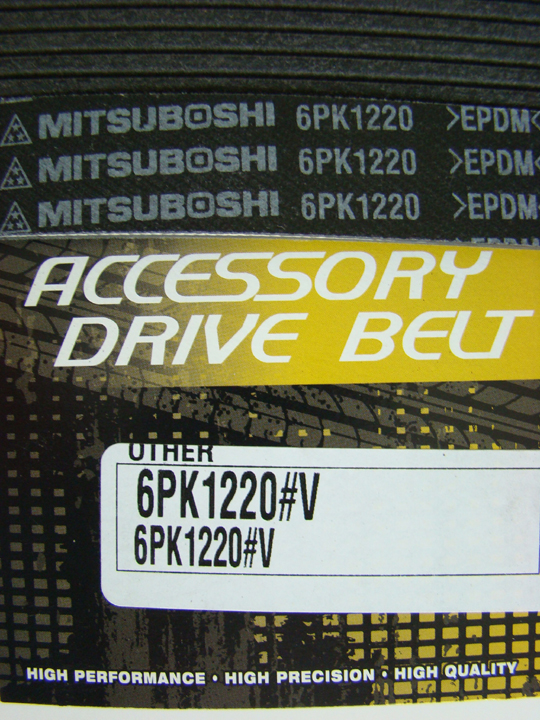 MITSUBOSHI 6PK1220 >EPDM<
MITSUBOSHI 6PK1220 >EPDM<
MITSUBOSHI 6PK1220 >EPDM
ACCESSORY
DRIVE BELT
OTHER
6PK1220#V
6PK1220#V
HIGH PERFORMANCE • HIGH PRECISION • HIGH QUALITY